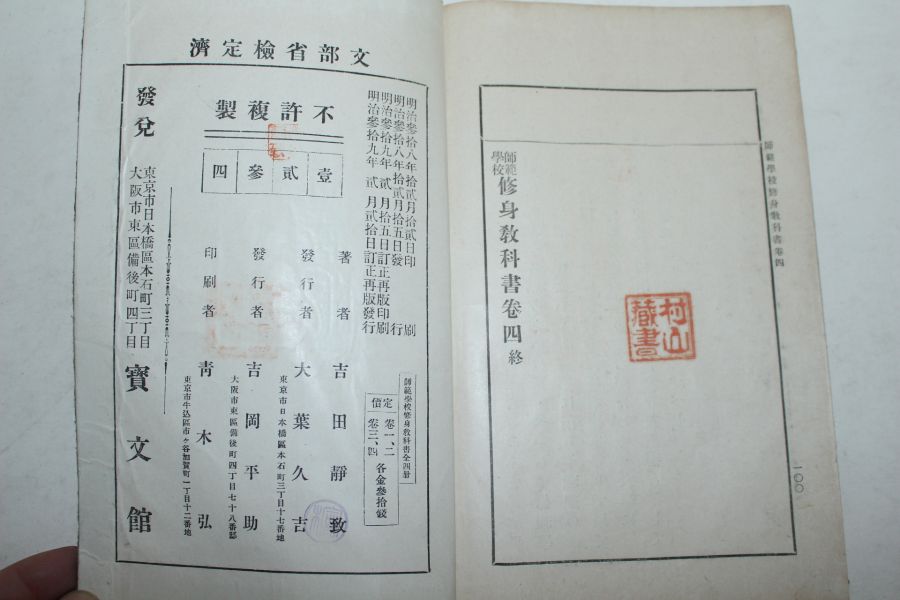 師範學校修身教科書卷四
師範學校修身教科書卷四終
村山藏書
一〇〇
文部省檢定濟
明治參拾八年拾貳月拾貳日印刷
明治參拾八年拾貳月拾五日發行
明治參拾九年貳月拾五日訂正再版印刷
明治參拾九年貳月貳拾日訂正再版發行
師範學校修身教科書全四册
定價
卷一、二
卷三、四
各金參拾錢
不許複製
壹貳參四
著者 吉田靜致
發行者 大葉久吉
東京市日本橋區本石町三丁目十七番地
發行者 吉岡平助
大阪市東區備後町四丁目七十八番邸
印刷者 青木弘
東京市牛込區市ヶ谷加賀町一丁目十二番地
發兌
東京市日本橋區本石町三丁目
大阪市東區備後町四丁目
寶文館